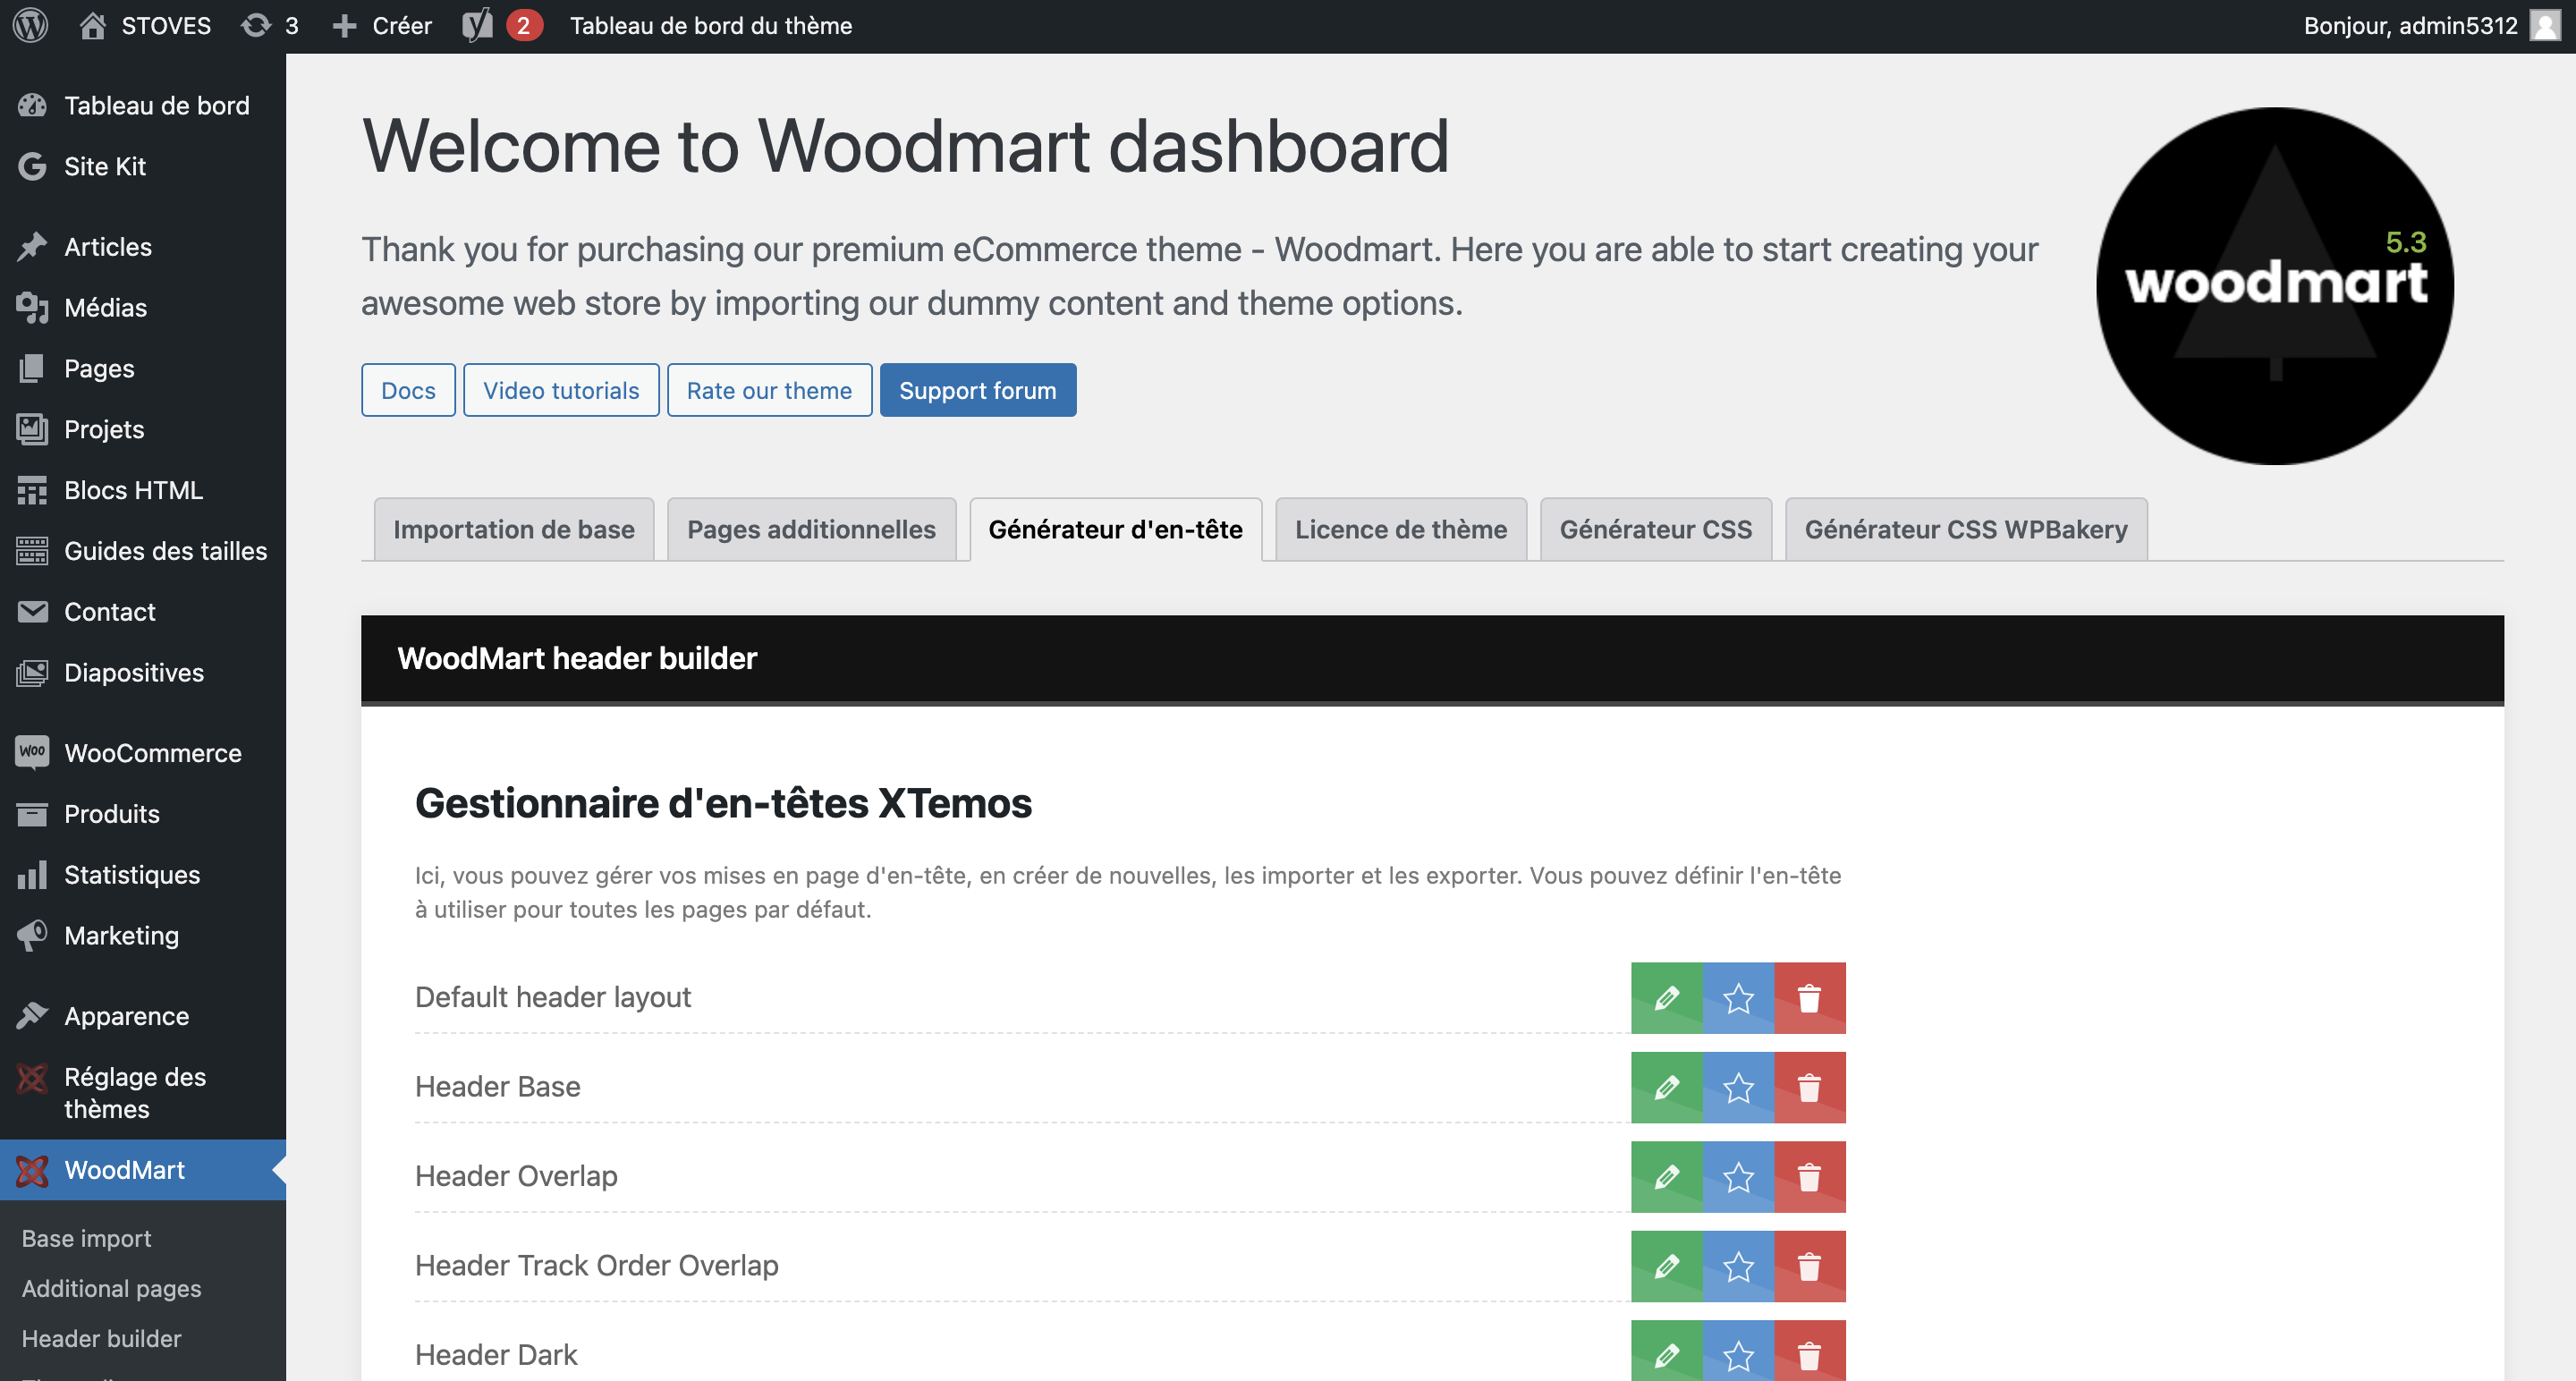 STOVES
3
Créer
2
Tableau de bord du thème
Bonjour, admin5312
Tableau de bord
Site Kit
Articles
Médias
Pages
Projets
Blocs HTML
Guides des tailles
Contact
Diapositives
WooCommerce
Produits
Statistiques
Marketing
Apparence
Réglage des
thèmes
WoodMart
Base import
Additional pages
Header builder
Welcome to Woodmart dashboard
Thank you for purchasing our premium eCommerce theme - Woodmart. Here you are able to start creating your
awesome web store by importing our dummy content and theme options.
5.3
woodmart
Docs
Video tutorials
Rate our theme
Support forum
Importation de base
Pages additionnelles
Générateur d'en-tête
Licence de thème
Générateur CSS
Générateur CSS WPBakery
WoodMart header builder
Gestionnaire d'en-têtes XTemos
Ici, vous pouvez gérer vos mises en page d'en-tête, en créer de nouvelles, les importer et les exporter. Vous pouvez définir l'en-tête
à utiliser pour toutes les pages par défaut.
Default header layout
Header Base
Header Overlap
Header Track Order Overlap
Header Dark